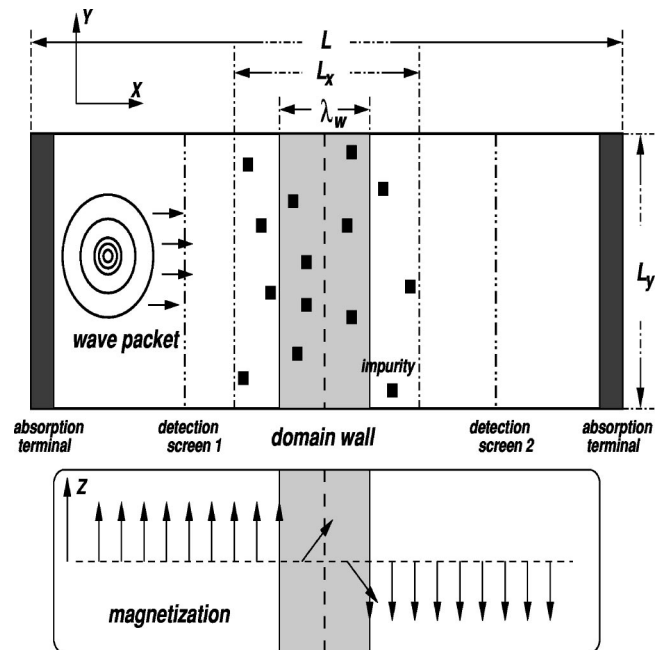 Y
L
X
Lx
λw
Ly
wave packet
impurity
absorption terminal
detection screen 1
domain wall
detection screen 2
absorption terminal
Z
magnetization